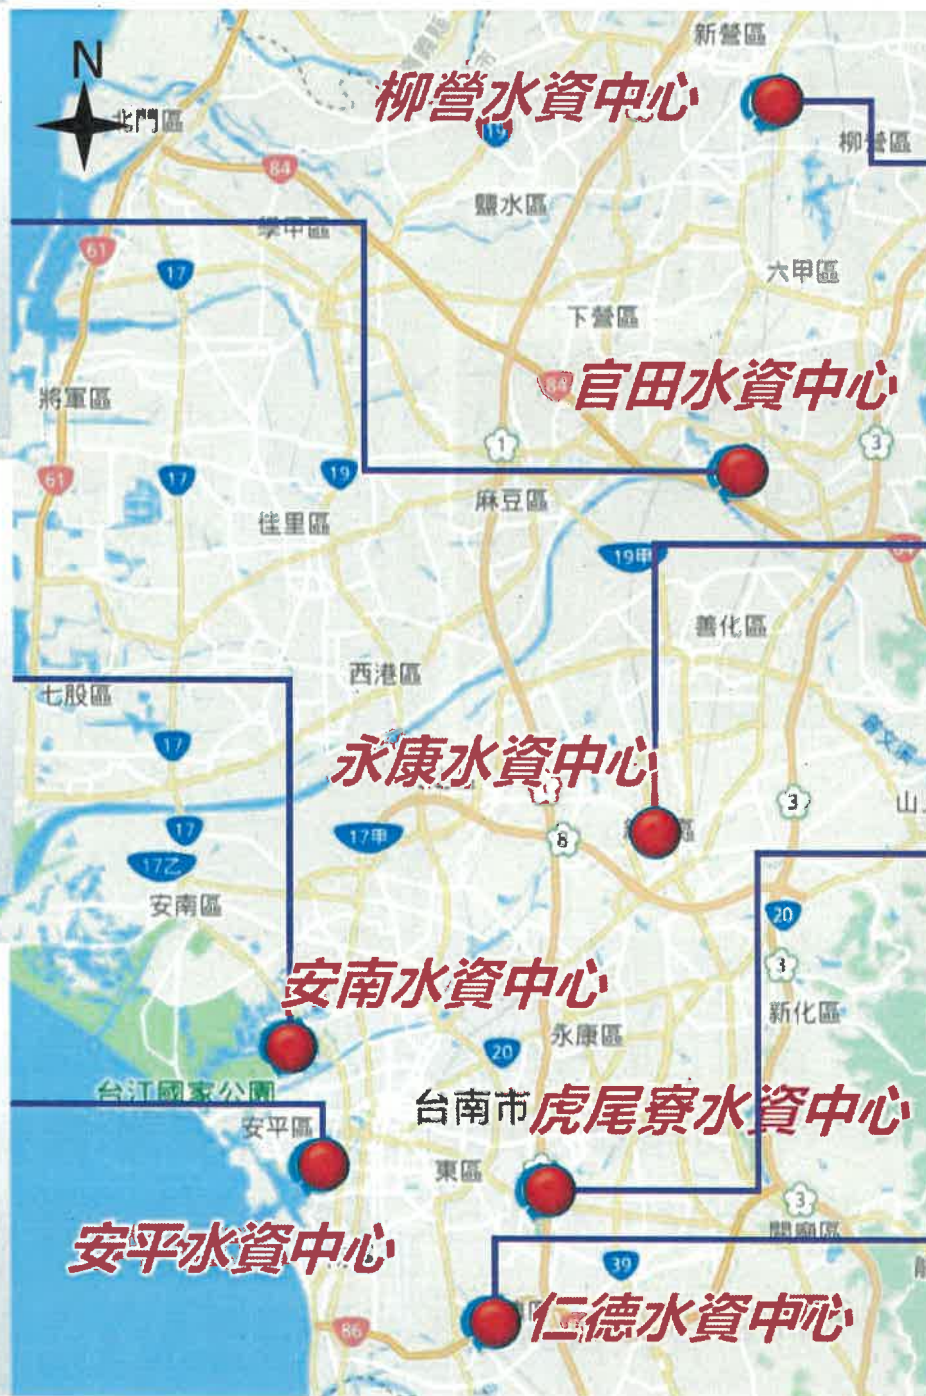 新營區
N
柳營水資中心
北門區
19
柳營區
84
鹽水區
學甲區
61
17
六甲區
下營區
84
官田水資中心
將軍區
1
3
61
17
19
麻豆區
佳里區
19甲
84
善化區
西港區
七股區
17
永康水資中心
3
山上
17
17甲
8
區
17乙
安南區
20
3
安南水資中心
新化區
20
永康區
台江國家公園
台南市
虎尾寮水資中心
安平區
東區
3
安平水資中心
關廟區
39
仁德水資中心
86